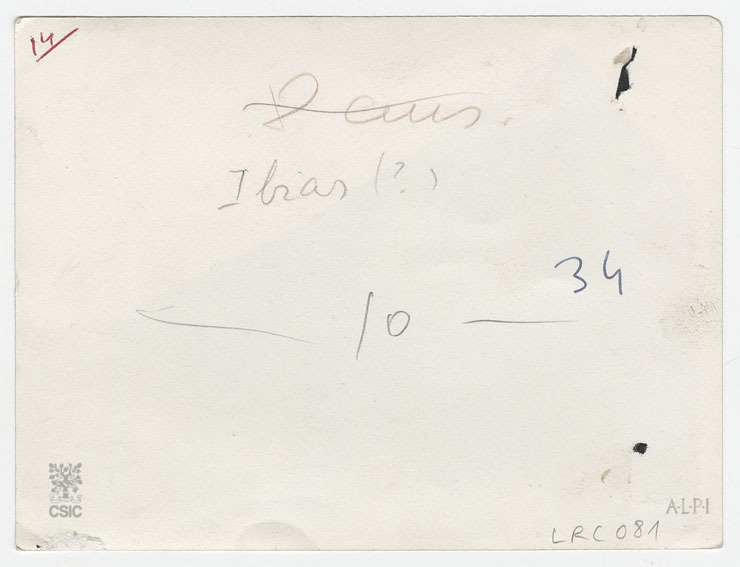 14
Ibias (?)
34
10
CSIC
A·L·P·I
LRC081